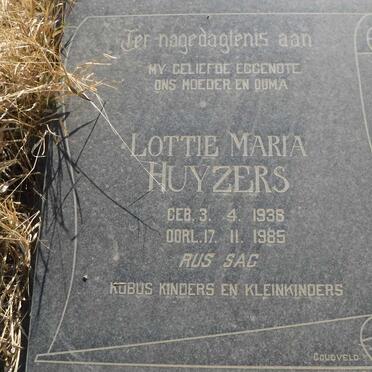 Ter nagedagtenis aan
MY GELIEFDE EGGENOTE
ONS MOEDER EN OUMA
LOTTIE MARIA
HUYZERS
GEB. 3. 4. 1936
OORL. 17. 11. 1985
RUS SAG
KOBUS KINDERS EN KLEINKINDERS
GOUDVELD